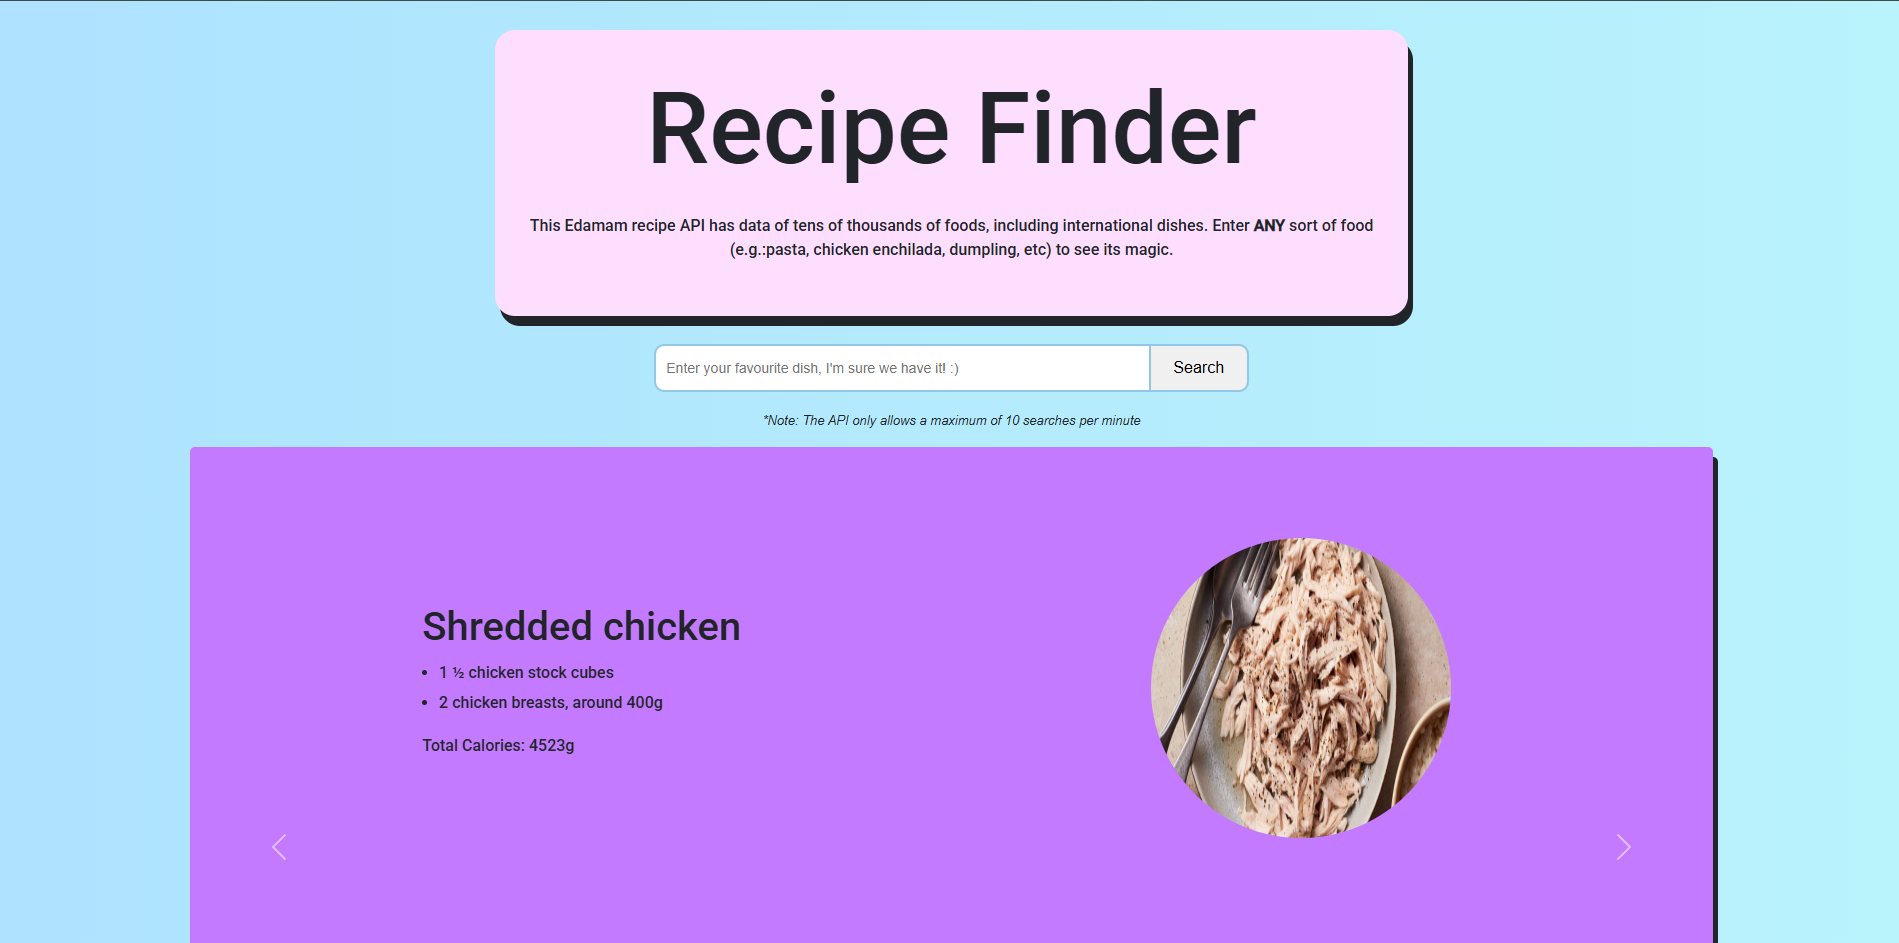 Recipe Finder
This Edamam recipe API has data of tens of thousands of foods, including international dishes. Enter ANY sort of food
(e.g.:pasta, chicken enchilada, dumpling, etc) to see its magic.
Enter your favourite dish, I'm sure we have it! :)
Search
*Note: The API only allows a maximum of 10 searches per minute
Shredded chicken
• 1 ½ chicken stock cubes
• 2 chicken breasts, around 400g
Total Calories: 4523g